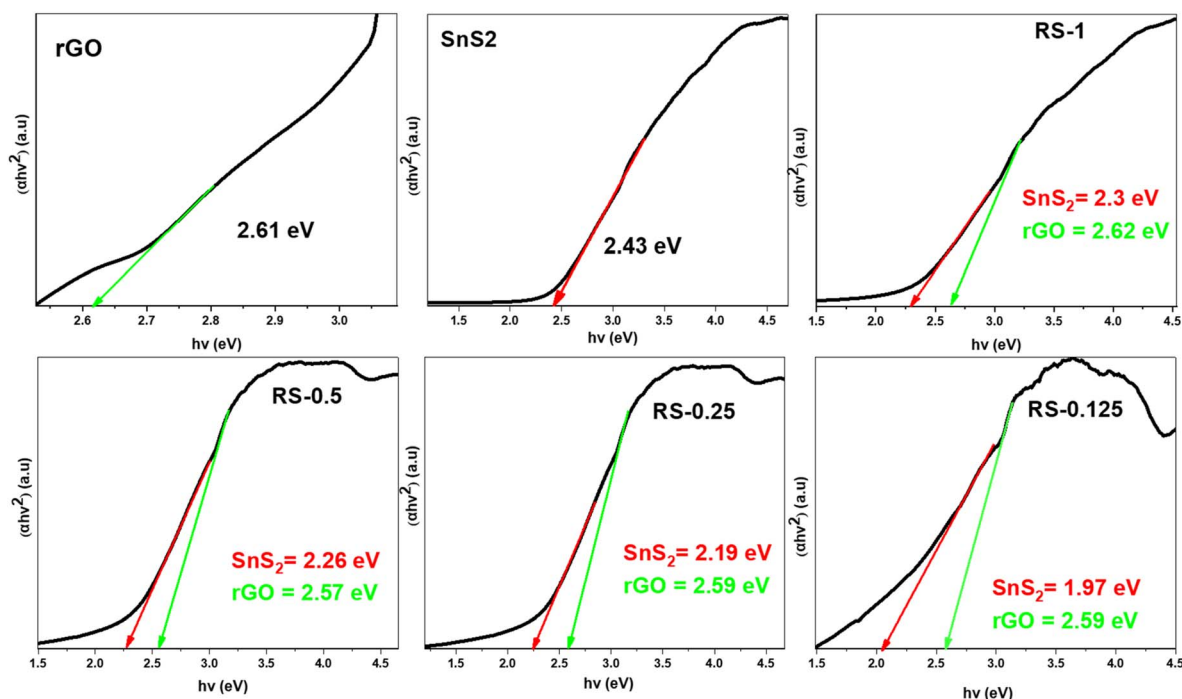 rGO
2.61 eV
(αhν²) (a.u)
2.6 2.7 2.8 2.9 3.0
hν (eV)
SnS2
2.43 eV
(αhν²) (a.u)
1.5 2.0 2.5 3.0 3.5 4.0 4.5
hν (eV)
RS-1
SnS₂= 2.3 eV
rGO = 2.62 eV
(αhν²) (a.u)
1.5 2.0 2.5 3.0 3.5 4.0 4.5
hν (eV)
RS-0.5
SnS₂= 2.26 eV
rGO = 2.57 eV
(αhν²) (a.u)
1.5 2.0 2.5 3.0 3.5 4.0 4.5
hν (eV)
RS-0.25
SnS₂= 2.19 eV
rGO = 2.59 eV
(αhν²) (a.u)
1.5 2.0 2.5 3.0 3.5 4.0 4.5
hν (eV)
RS-0.125
SnS₂= 1.97 eV
rGO = 2.59 eV
(αhν²) (a.u)
1.5 2.0 2.5 3.0 3.5 4.0 4.5
hν (eV)